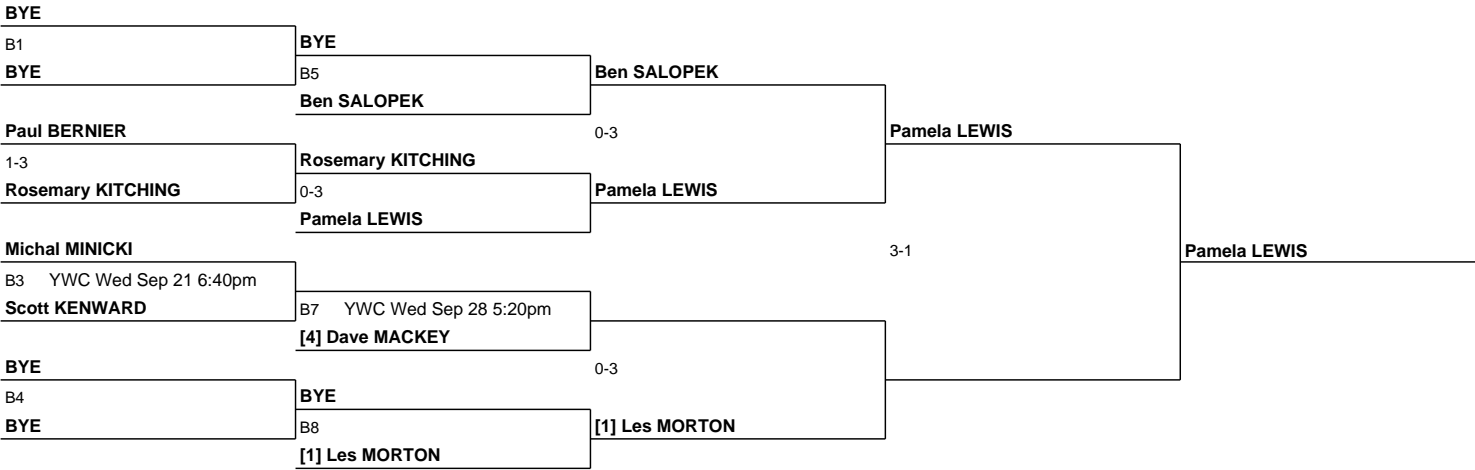 BYE
B1
BYE
BYE
B5
Ben SALOPEK
Ben SALOPEK
Paul BERNIER
0-3
Pamela LEWIS
1-3
Rosemary KITCHING
Rosemary KITCHING
0-3
Pamela LEWIS
Pamela LEWIS
Michal MINICKI
3-1
Pamela LEWIS
B3 YWC Wed Sep 21 6:40pm
Scott KENWARD
B7 YWC Wed Sep 28 5:20pm
[4] Dave MACKEY
BYE
0-3
B4
BYE
BYE
B8
[1] Les MORTON
[1] Les MORTON